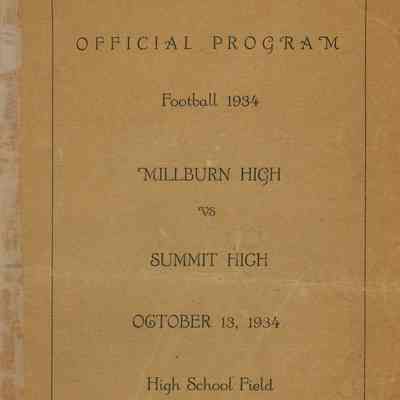 OFFICIAL PROGRAM
Football 1934
MILLBURN HIGH
VS
SUMMIT HIGH
OCTOBER 13, 1934
High School Field